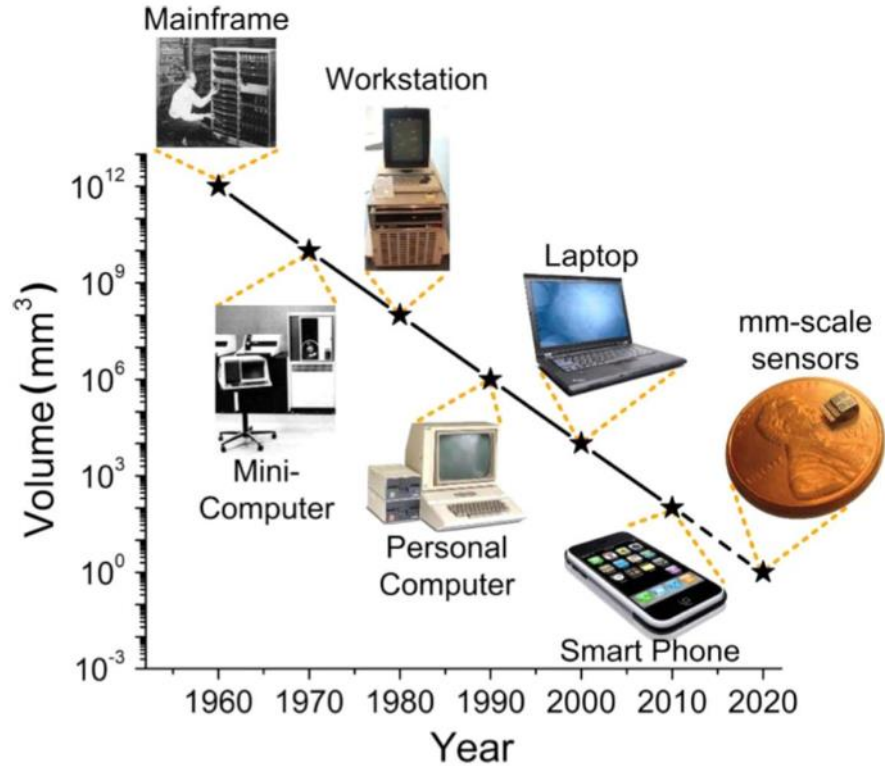 Mainframe
Workstation
Laptop
mm-scale
sensors
Mini-
Computer
Personal
Computer
Smart Phone
Volume (mm³)
10¹²
10⁹
10⁶
10³
10⁰
10⁻³
1960 1970 1980 1990 2000 2010 2020
Year